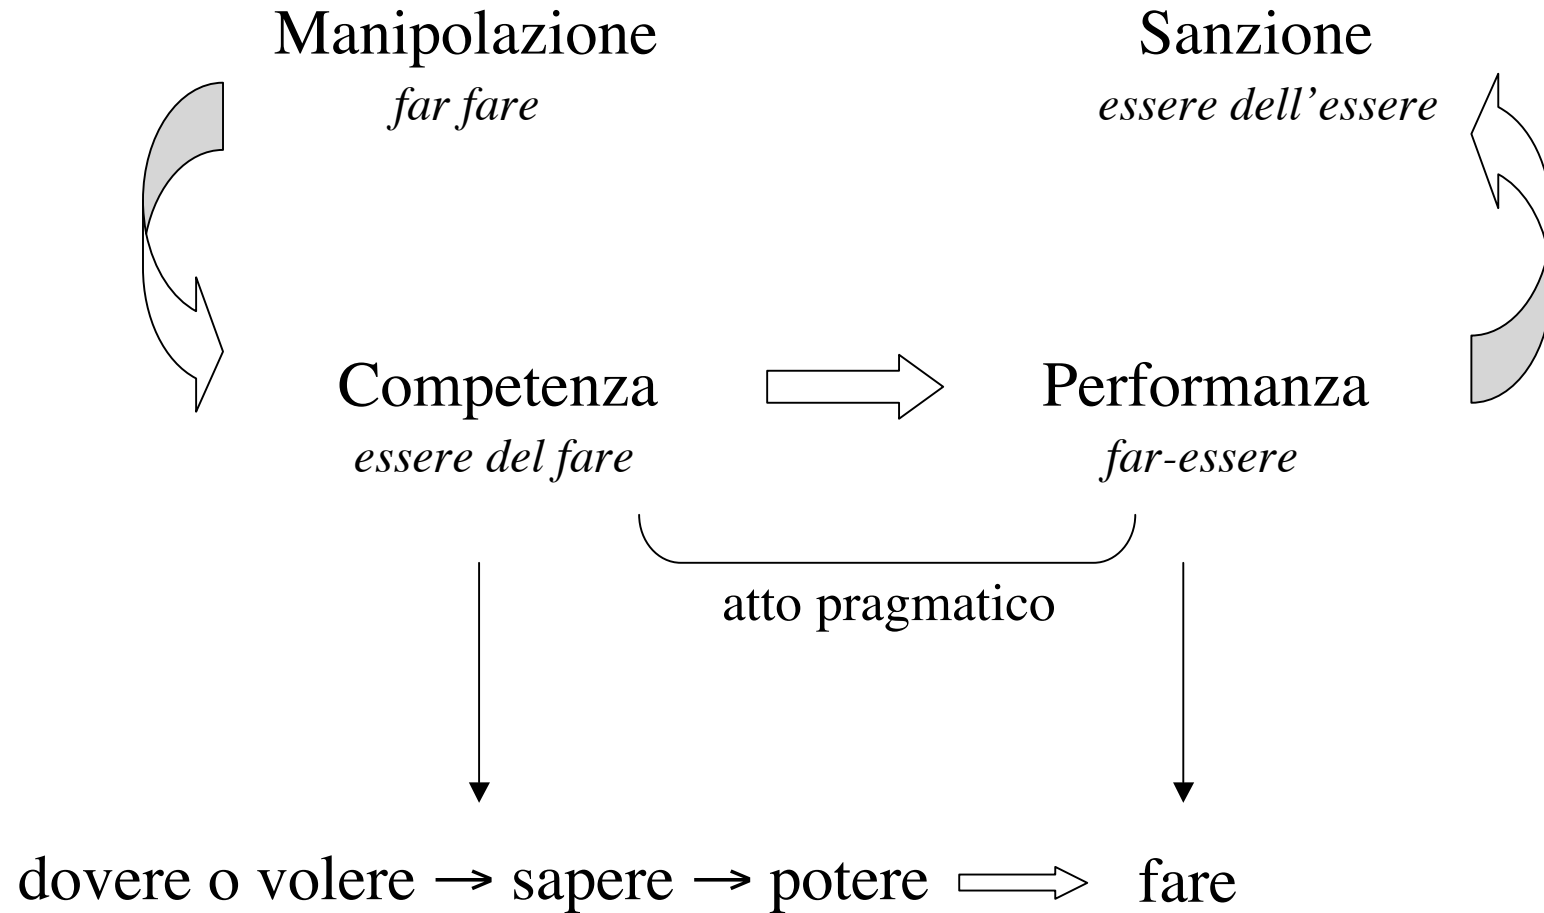 Manipolazione Sanzione
far fare essere dell’essere
Competenza Performanza
essere del fare far-essere
atto pragmatico
dovere o volere → sapere → potere fare